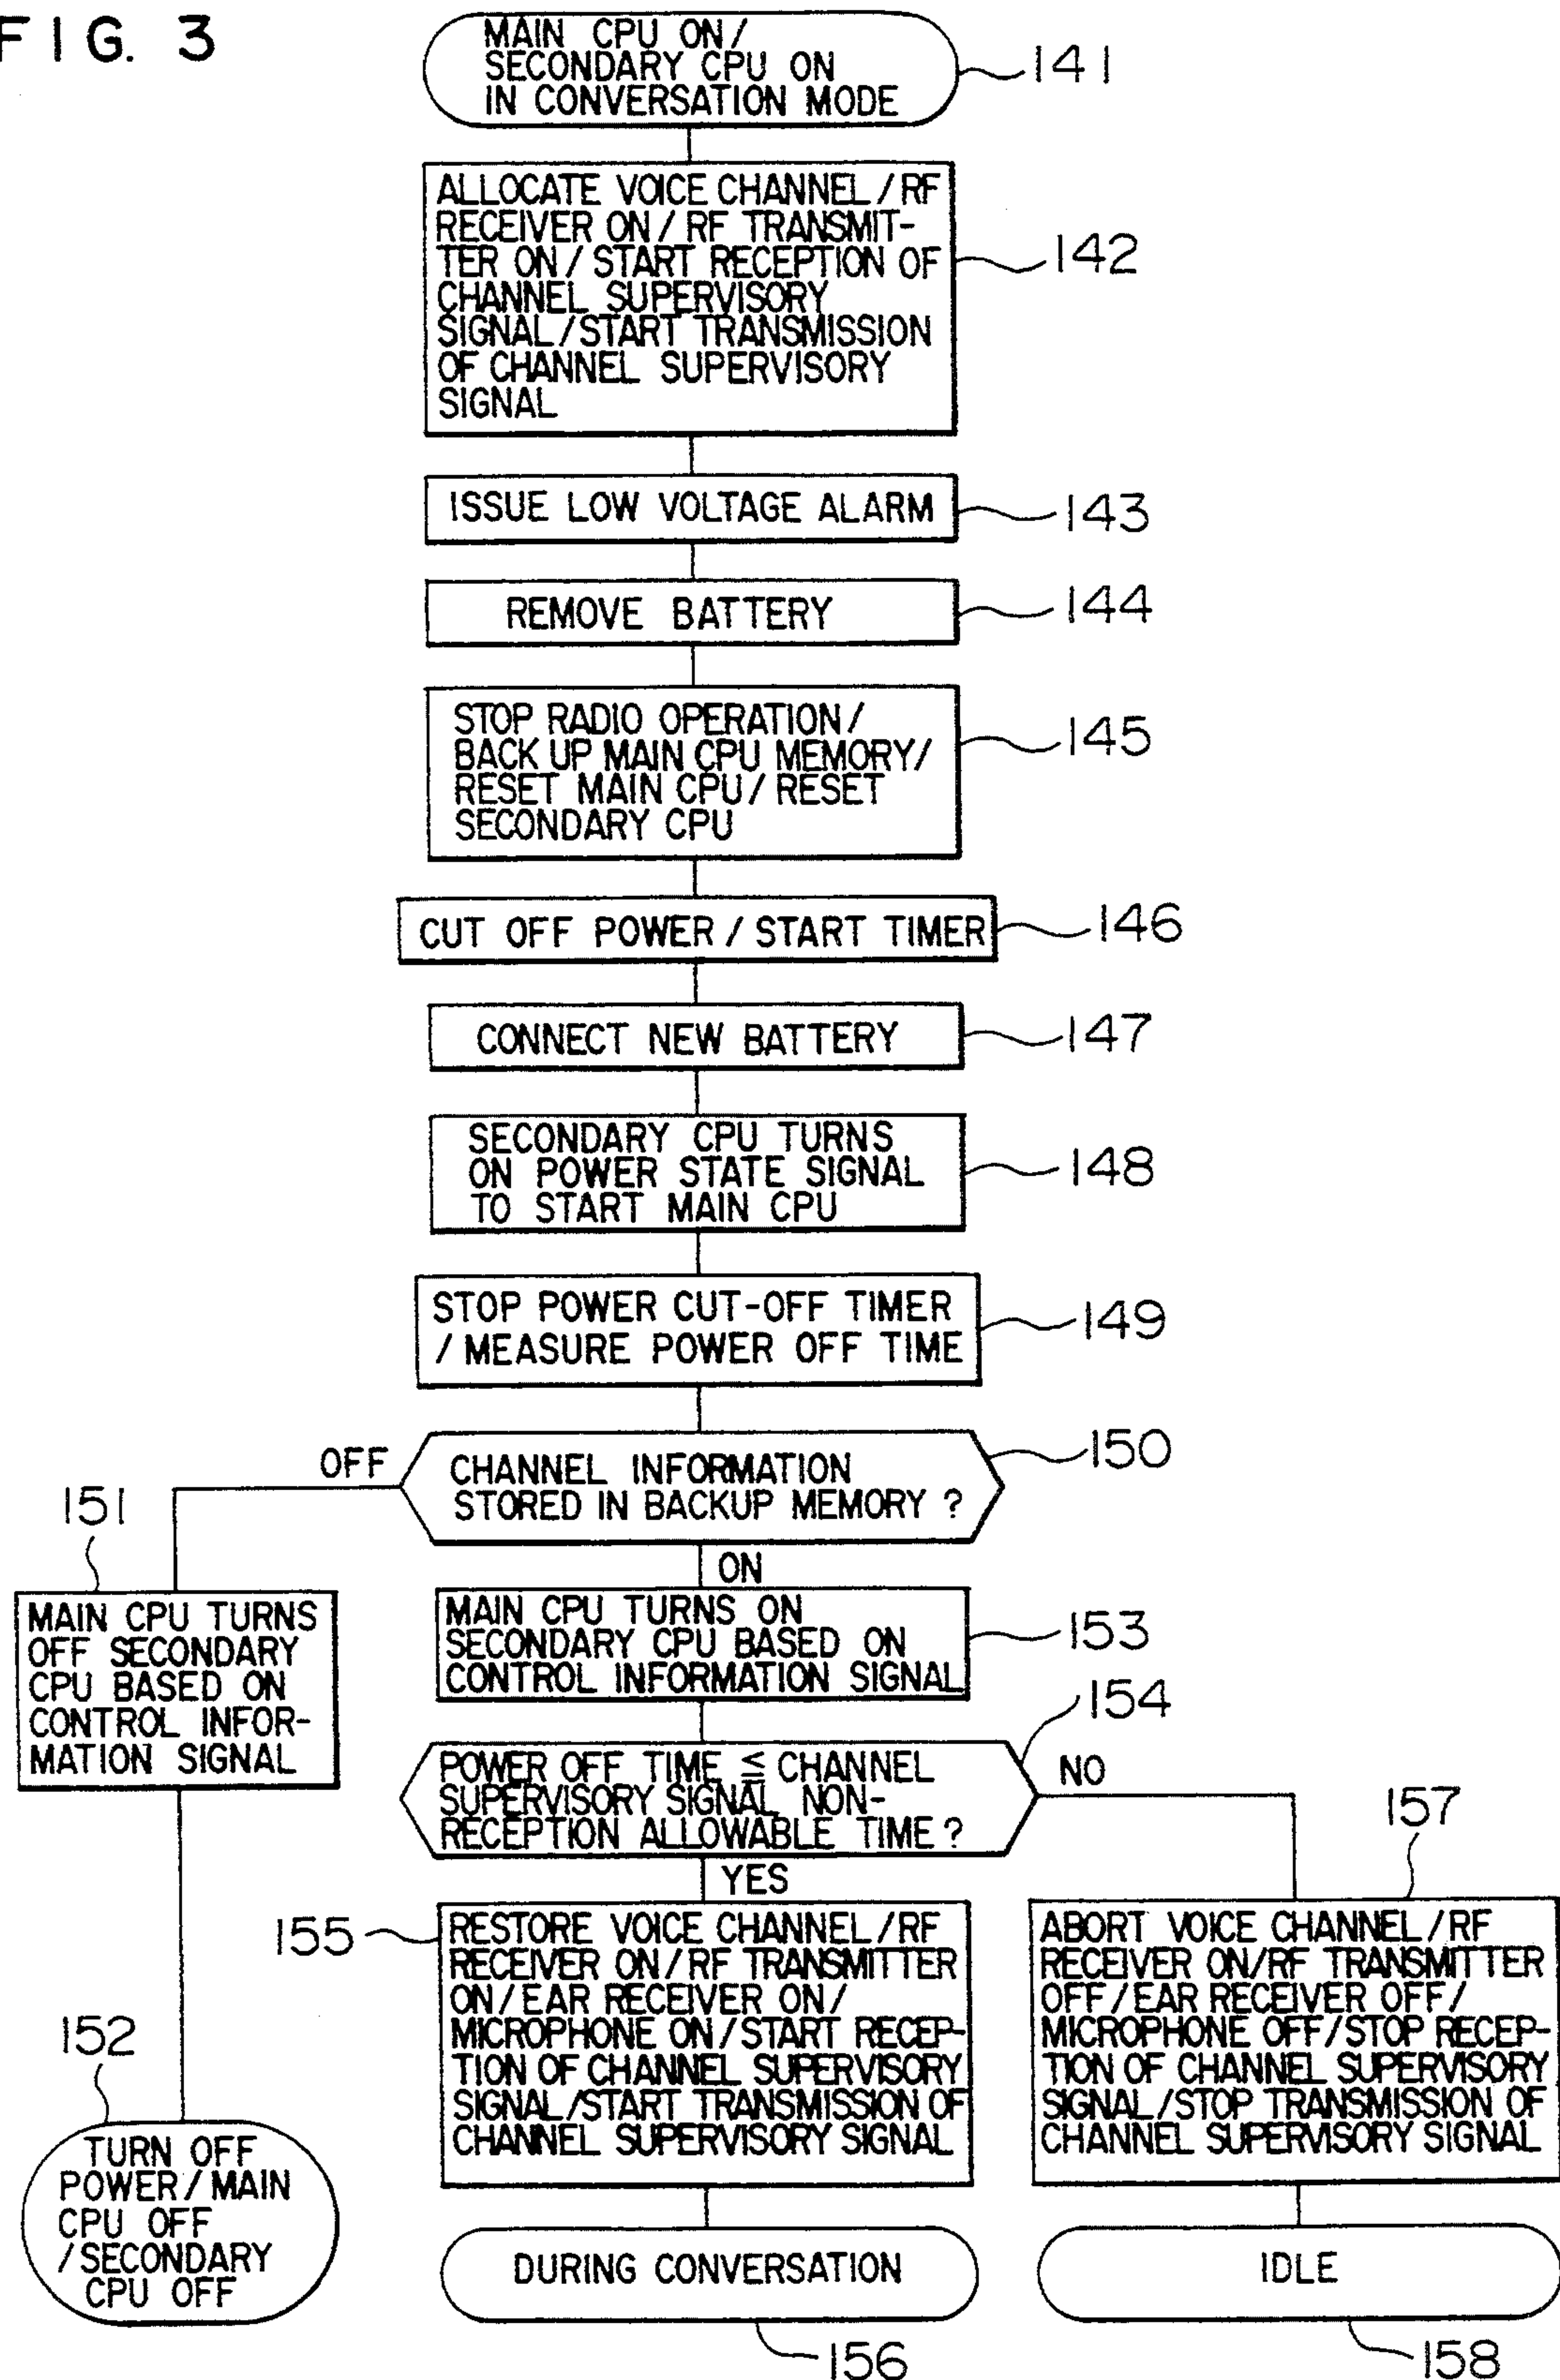 FIG. 3
MAIN CPU ON/
SECONDARY CPU ON
IN CONVERSATION MODE
141
ALLOCATE VOICE CHANNEL/RF
RECEIVER ON/RF TRANSMIT-
TER ON/START RECEPTION OF
CHANNEL SUPERVISORY
SIGNAL/START TRANSMISSION
OF CHANNEL SUPERVISORY
SIGNAL
142
ISSUE LOW VOLTAGE ALARM
143
REMOVE BATTERY
144
STOP RADIO OPERATION/
BACK UP MAIN CPU MEMORY/
RESET MAIN CPU/RESET
SECONDARY CPU
145
CUT OFF POWER/START TIMER
146
CONNECT NEW BATTERY
147
SECONDARY CPU TURNS
ON POWER STATE SIGNAL
TO START MAIN CPU
148
STOP POWER CUT-OFF TIMER
/MEASURE POWER OFF TIME
149
CHANNEL INFORMATION
STORED IN BACKUP MEMORY?
150
OFF
ON
151
MAIN CPU TURNS
OFF SECONDARY
CPU BASED ON
CONTROL INFOR-
MATION SIGNAL
152
TURN OFF
POWER/MAIN
CPU OFF
/SECONDARY
CPU OFF
MAIN CPU TURNS ON
SECONDARY CPU BASED ON
CONTROL INFORMATION SIGNAL
153
POWER OFF TIME ≦ CHANNEL
SUPERVISORY SIGNAL NON-
RECEPTION ALLOWABLE TIME?
154
NO
YES
155
RESTORE VOICE CHANNEL/RF
RECEIVER ON/RF TRANSMITTER
ON/EAR RECEIVER ON/
MICROPHONE ON/START RECEP-
TION OF CHANNEL SUPERVISORY
SIGNAL/START TRANSMISSION OF
CHANNEL SUPERVISORY SIGNAL
DURING CONVERSATION
156
157
ABORT VOICE CHANNEL/RF
RECEIVER ON/RF TRANSMITTER
OFF/EAR RECEIVER OFF/
MICROPHONE OFF/STOP RECEP-
TION OF CHANNEL SUPERVISORY
SIGNAL/STOP TRANSMISSION OF
CHANNEL SUPERVISORY SIGNAL
IDLE
158